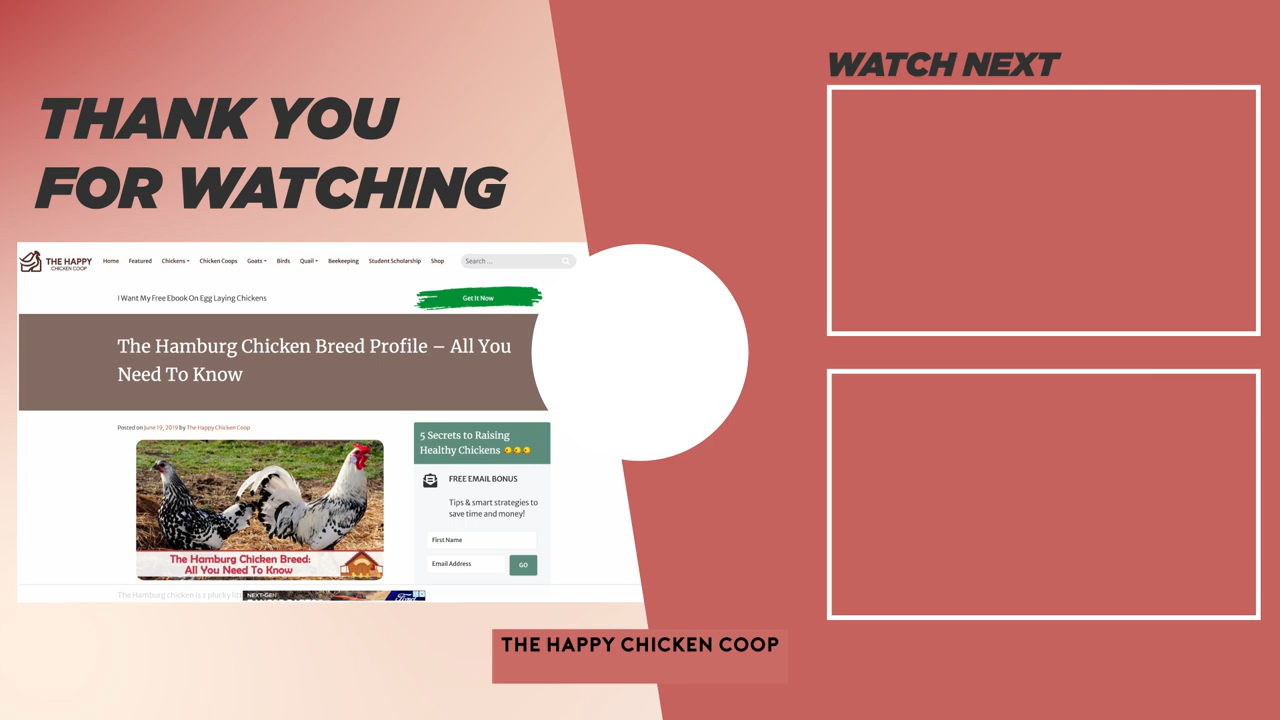 THANK YOU
FOR WATCHING
WATCH NEXT
THE HAPPY
CHICKEN COOP
Home Featured Chickens Chicken Coops Goats Birds Quail Beekeeping Student Scholarship Shop
Search ...
I Want My Free Ebook On Egg Laying Chickens
Get It Now
The Hamburg Chicken Breed Profile – All You
Need To Know
Posted on June 19, 2019 by The Happy Chicken Coop
The Hamburg Chicken Breed:
All You Need To Know
5 Secrets to Raising
Healthy Chickens
FREE EMAIL BONUS
Tips & smart strategies to
save time and money!
First Name
Email Address
GO
The Hamburg chicken is a plucky
NEXT-GEN
Ford
THE HAPPY CHICKEN COOP